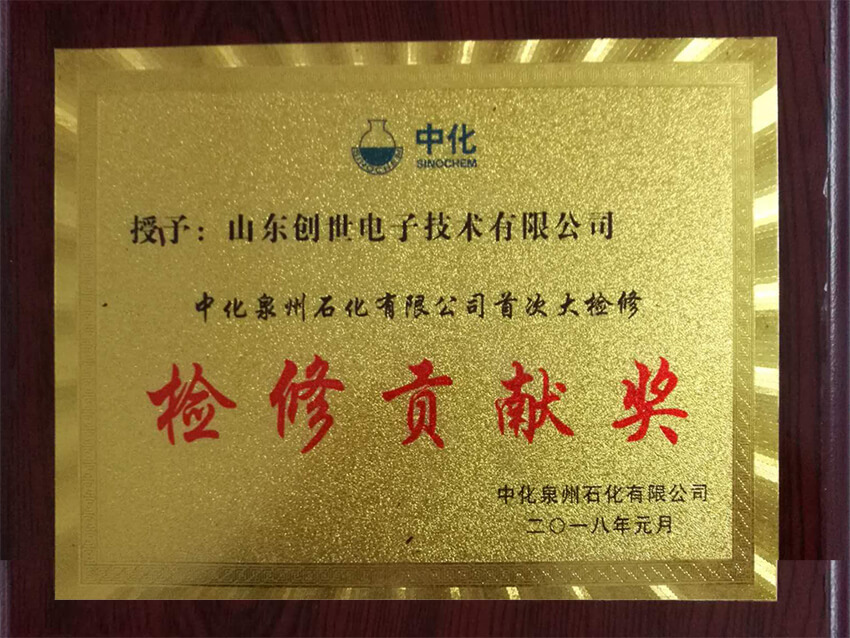 中化
SINOCHEM
SINOCHEM
授予：山东创世电子技术有限公司
中化泉州石化有限公司首次大检修
检修贡献奖
中化泉州石化有限公司
二〇一八年元月